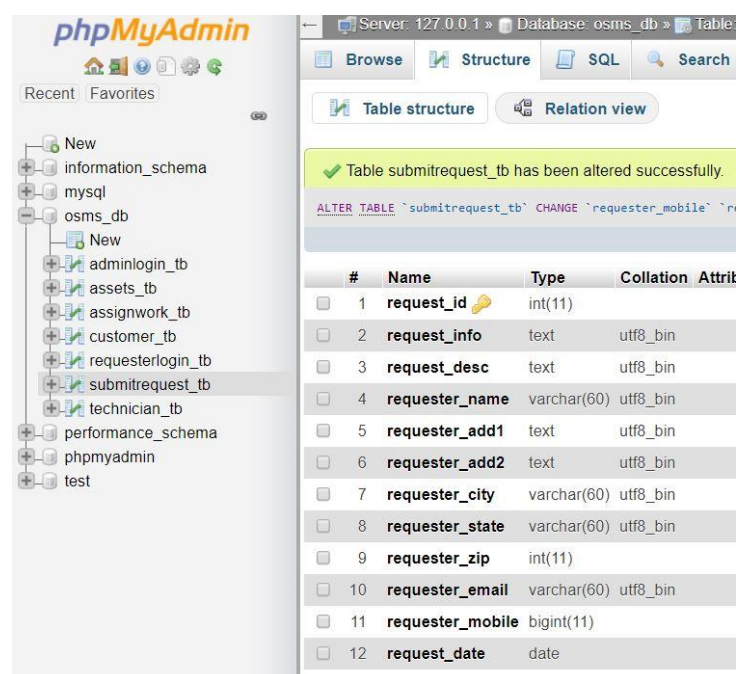 phpMyAdmin
Recent Favorites
New
information_schema
mysql
osms_db
New
adminlogin_tb
assets_tb
assignwork_tb
customer_tb
requesterlogin_tb
submitrequest_tb
technician_tb
performance_schema
phpmyadmin
test
Server: 127.0.0.1 » Database: osms_db » Table:
Browse Structure SQL Search
Table structure Relation view
Table submitrequest_tb has been altered successfully.
ALTER TABLE `submitrequest_tb` CHANGE `requester_mobile` `re
# Name Type Collation Attrib
1 request_id int(11)
2 request_info text utf8_bin
3 request_desc text utf8_bin
4 requester_name varchar(60) utf8_bin
5 requester_add1 text utf8_bin
6 requester_add2 text utf8_bin
7 requester_city varchar(60) utf8_bin
8 requester_state varchar(60) utf8_bin
9 requester_zip int(11)
10 requester_email varchar(60) utf8_bin
11 requester_mobile bigint(11)
12 request_date date